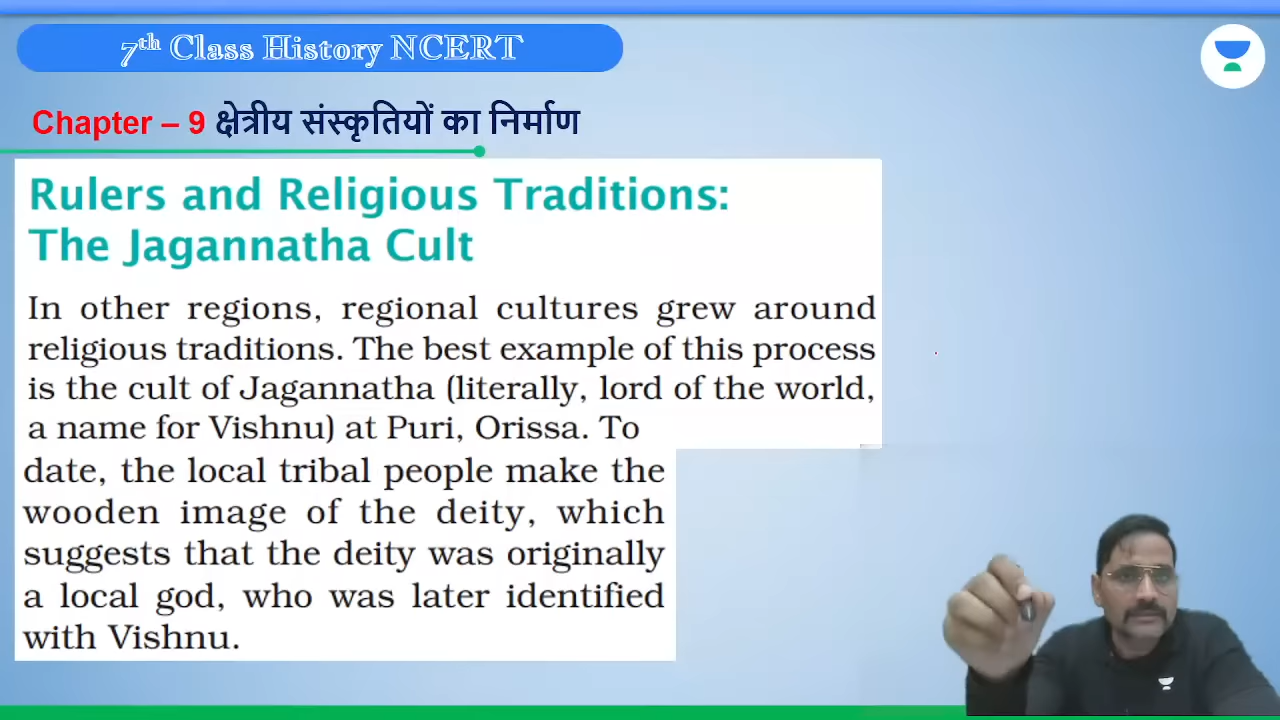 7th Class History NCERT
Chapter – 9 क्षेत्रीय संस्कृतियों का निर्माण
Rulers and Religious Traditions:
The Jagannatha Cult
In other regions, regional cultures grew around
religious traditions. The best example of this process
is the cult of Jagannatha (literally, lord of the world,
a name for Vishnu) at Puri, Orissa. To
date, the local tribal people make the
wooden image of the deity, which
suggests that the deity was originally
a local god, who was later identified
with Vishnu.